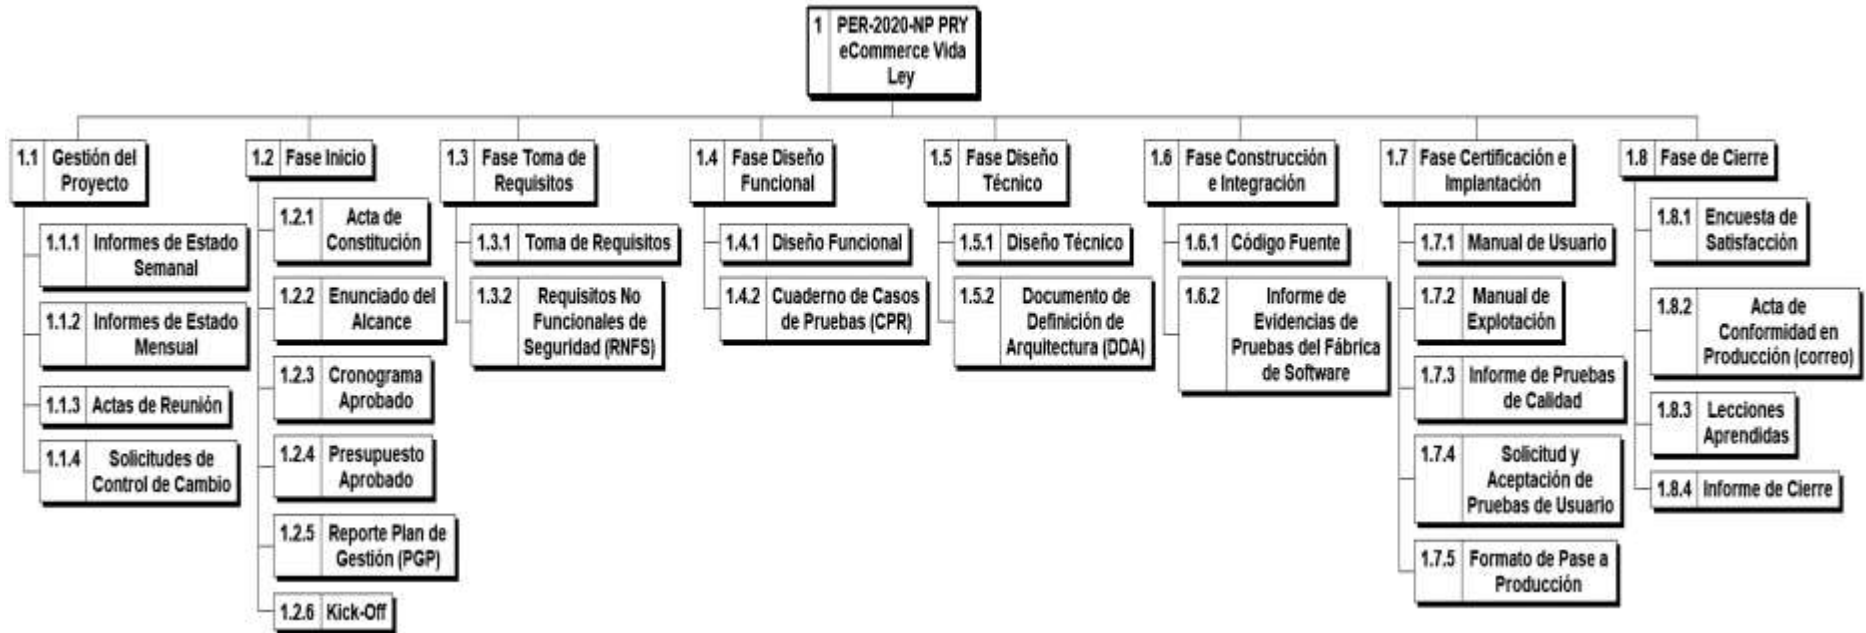 1 PER-2020-NP PRY
eCommerce Vida
Ley
1.1 Gestión del
Proyecto
1.1.1 Informes de Estado
Semanal
1.1.2 Informes de Estado
Mensual
1.1.3 Actas de Reunión
1.1.4 Solicitudes de
Control de Cambio
1.2 Fase Inicio
1.2.1 Acta de
Constitución
1.2.2 Enunciado del
Alcance
1.2.3 Cronograma
Aprobado
1.2.4 Presupuesto
Aprobado
1.2.5 Reporte Plan de
Gestión (PGP)
1.2.6 Kick-Off
1.3 Fase Toma de
Requisitos
1.3.1 Toma de Requisitos
1.3.2 Requisitos No
Funcionales de
Seguridad (RNFS)
1.4 Fase Diseño
Funcional
1.4.1 Diseño Funcional
1.4.2 Cuaderno de Casos
de Pruebas (CPR)
1.5 Fase Diseño
Técnico
1.5.1 Diseño Técnico
1.5.2 Documento de
Definición de
Arquitectura (DDA)
1.6 Fase Construcción
e Integración
1.6.1 Código Fuente
1.6.2 Informe de
Evidencias de
Pruebas del Fábrica
de Software
1.7 Fase Certificación e
Implantación
1.7.1 Manual de Usuario
1.7.2 Manual de
Explotación
1.7.3 Informe de Pruebas
de Calidad
1.7.4 Solicitud y
Aceptación de
Pruebas de Usuario
1.7.5 Formato de Pase a
Producción
1.8 Fase de Cierre
1.8.1 Encuesta de
Satisfacción
1.8.2 Acta de
Conformidad en
Producción (correo)
1.8.3 Lecciones
Aprendidas
1.8.4 Informe de Cierre